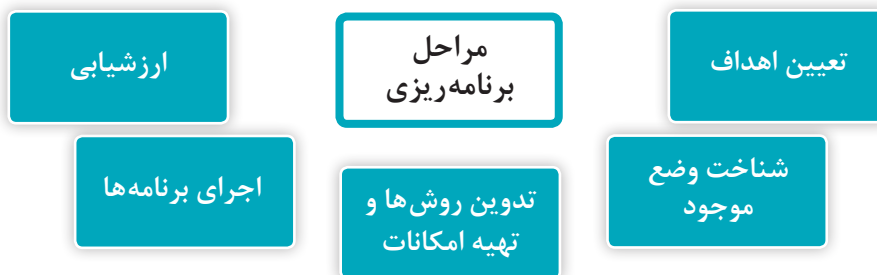 مراحل
برنامه‌ریزی
تعیین اهداف
شناخت وضع
موجود
تدوین روش‌ها و
تهیه امکانات
اجرای برنامه‌ها
ارزشیابی